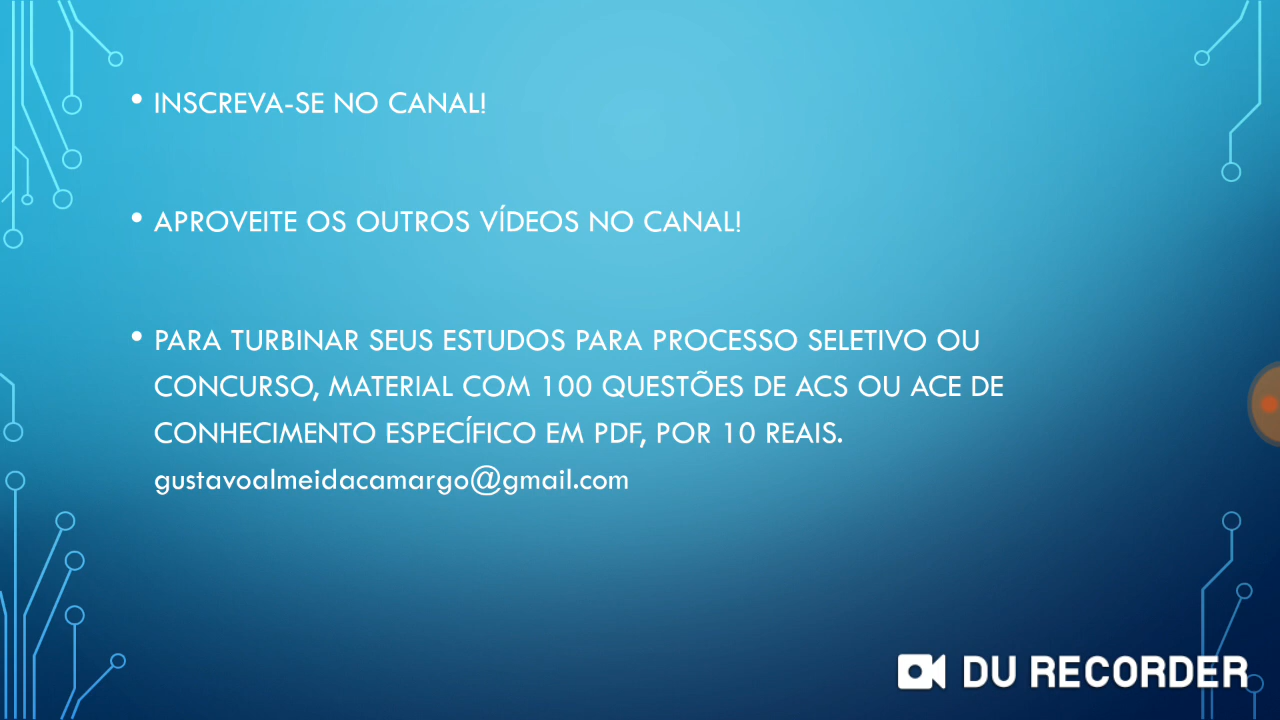 • INSCREVA-SE NO CANAL!
• APROVEITE OS OUTROS VÍDEOS NO CANAL!
• PARA TURBINAR SEUS ESTUDOS PARA PROCESSO SELETIVO OU
CONCURSO, MATERIAL COM 100 QUESTÕES DE ACS OU ACE DE
CONHECIMENTO ESPECÍFICO EM PDF, POR 10 REAIS.
gustavoalmeidacamargo@gmail.com
DU RECORDER